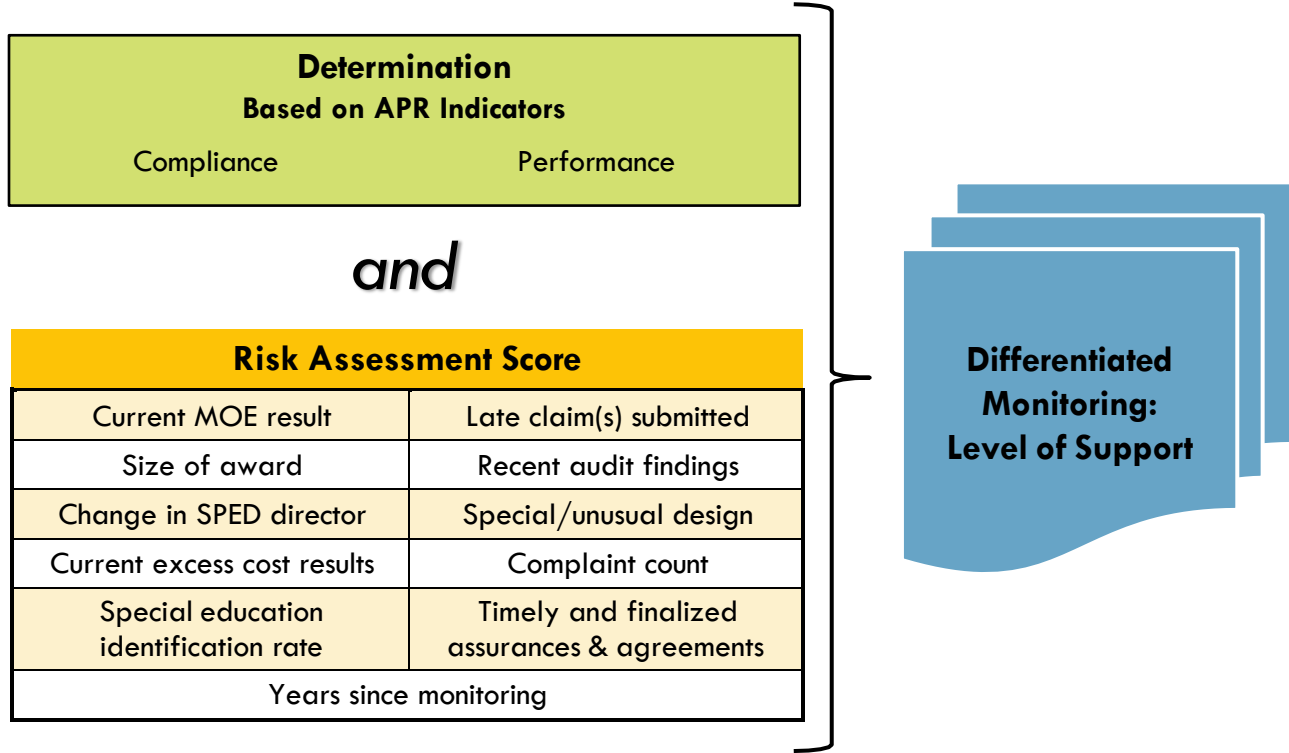 Determination
Based on APR Indicators
Compliance Performance
and
Risk Assessment Score
Current MOE result Late claim(s) submitted
Size of award Recent audit findings
Change in SPED director Special/unusual design
Current excess cost results Complaint count
Special education
identification rate
Timely and finalized
assurances & agreements
Years since monitoring
Differentiated
Monitoring:
Level of Support